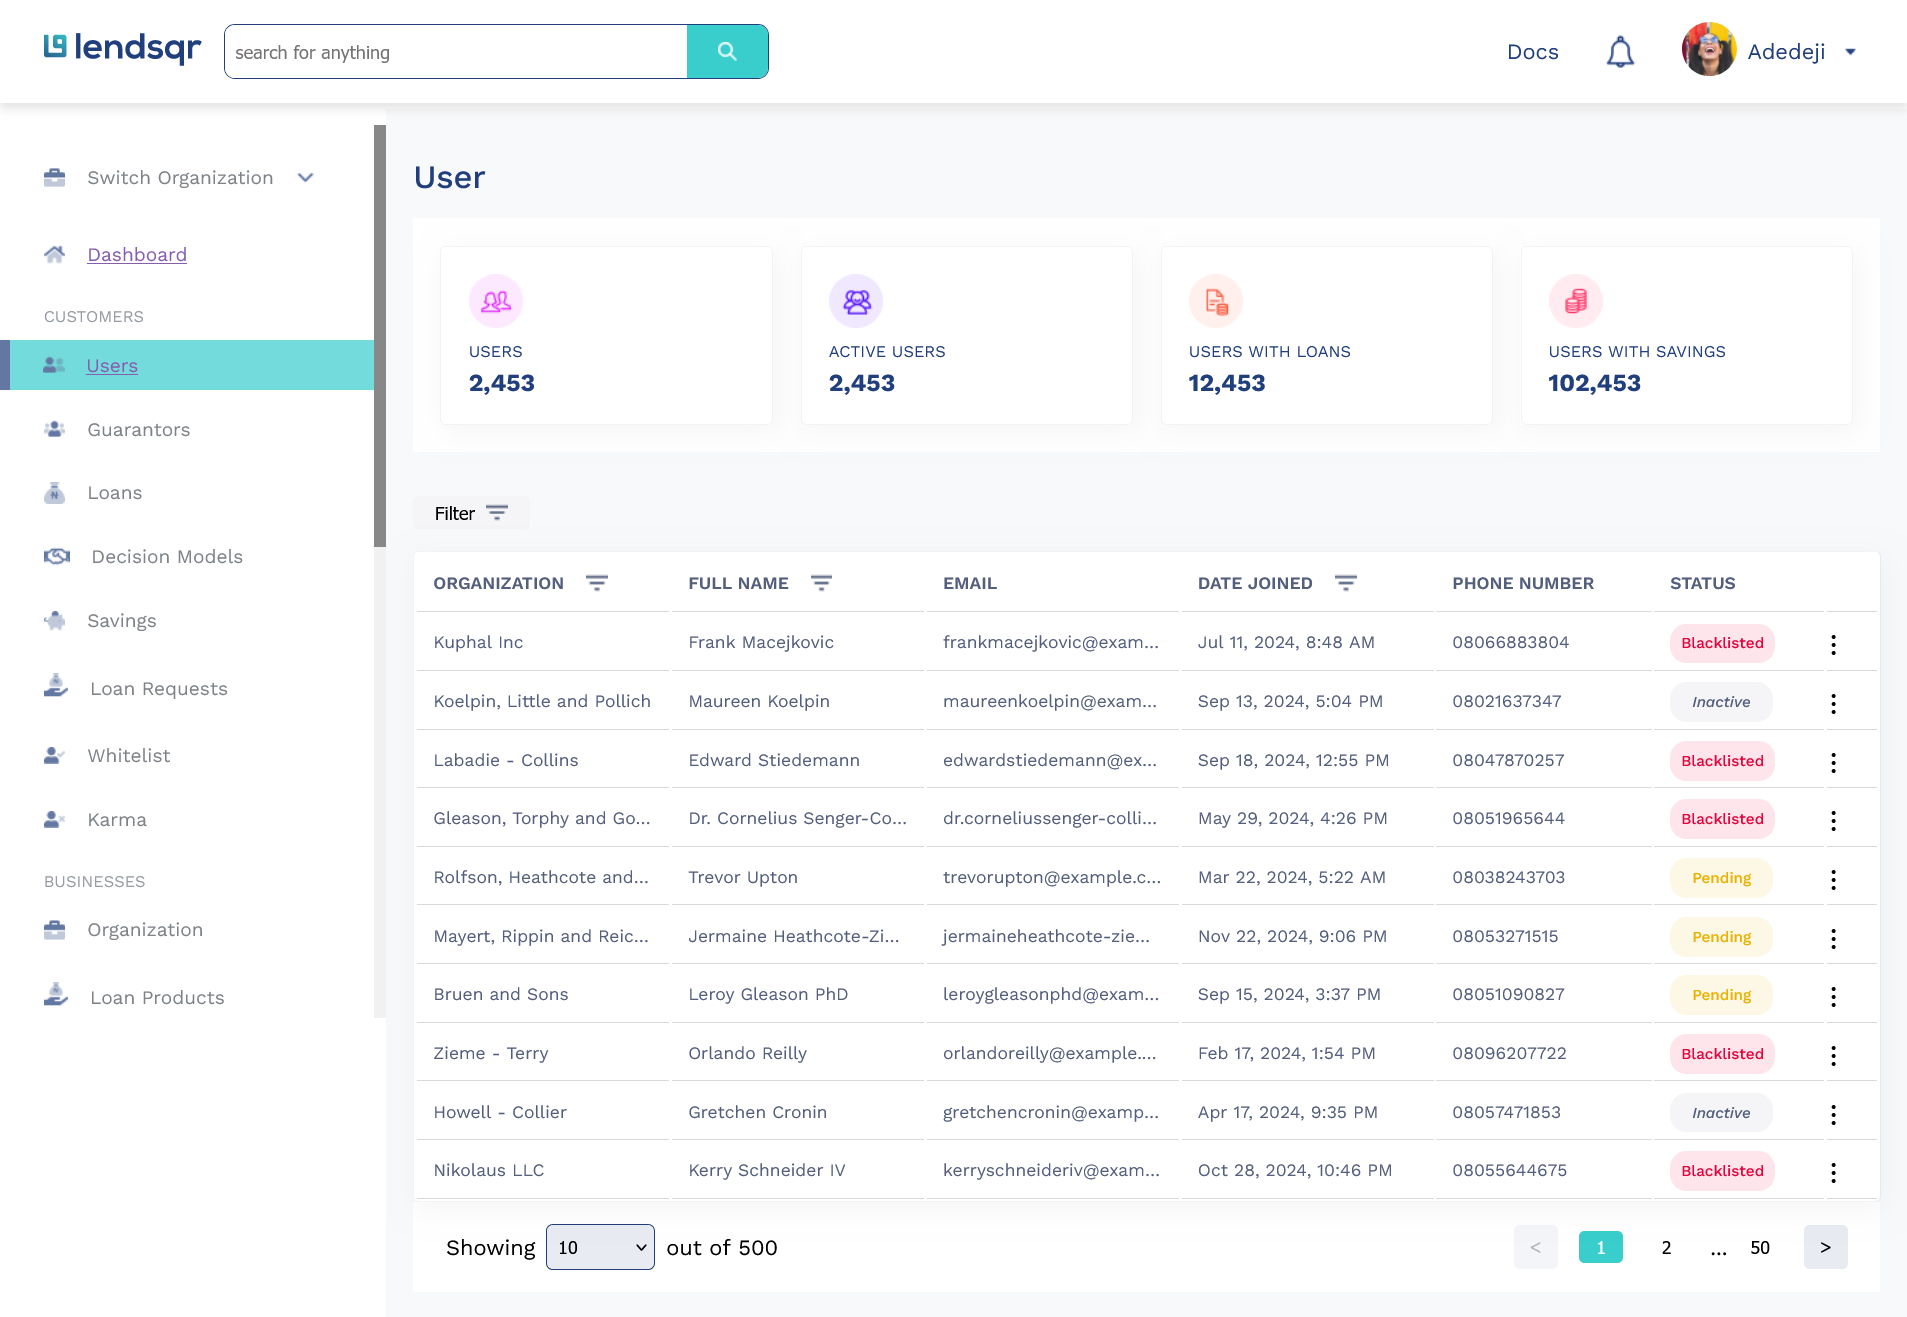 lendsqr
search for anything
Docs
Adedeji
Switch Organization
Dashboard
CUSTOMERS
Users
Guarantors
Loans
Decision Models
Savings
Loan Requests
Whitelist
Karma
BUSINESSES
Organization
Loan Products
User
USERS
2,453
ACTIVE USERS
2,453
USERS WITH LOANS
12,453
USERS WITH SAVINGS
102,453
Filter
ORGANIZATION FULL NAME EMAIL DATE JOINED PHONE NUMBER STATUS
Kuphal Inc Frank Macejkovic frankmacejkovic@exam... Jul 11, 2024, 8:48 AM 08066883804 Blacklisted
Koelpin, Little and Pollich Maureen Koelpin maureenkoelpin@exam... Sep 13, 2024, 5:04 PM 08021637347 Inactive
Labadie - Collins Edward Stiedemann edwardstiedemann@ex... Sep 18, 2024, 12:55 PM 08047870257 Blacklisted
Gleason, Torphy and Go... Dr. Cornelius Senger-Co... dr.corneliussenger-colli... May 29, 2024, 4:26 PM 08051965644 Blacklisted
Rolfson, Heathcote and... Trevor Upton trevorupton@example.c... Mar 22, 2024, 5:22 AM 08038243703 Pending
Mayert, Rippin and Reic... Jermaine Heathcote-Zi... jermaineheathcote-zie... Nov 22, 2024, 9:06 PM 08053271515 Pending
Bruen and Sons Leroy Gleason PhD leroygleasonphd@exam... Sep 15, 2024, 3:37 PM 08051090827 Pending
Zieme - Terry Orlando Reilly orlandoreilly@example.... Feb 17, 2024, 1:54 PM 08096207722 Blacklisted
Howell - Collier Gretchen Cronin gretchencronin@examp... Apr 17, 2024, 9:35 PM 08057471853 Inactive
Nikolaus LLC Kerry Schneider IV kerryschneideriv@exam... Oct 28, 2024, 10:46 PM 08055644675 Blacklisted
Showing 10 out of 500
< 1 2 ... 50 >